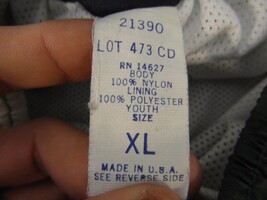 21390
LOT 473 CD
RN 14627
BODY
100% NYLON
LINING
100% POLYESTER
YOUTH
SIZE
XL
MADE IN U.S.A.
SEE REVERSE SIDE